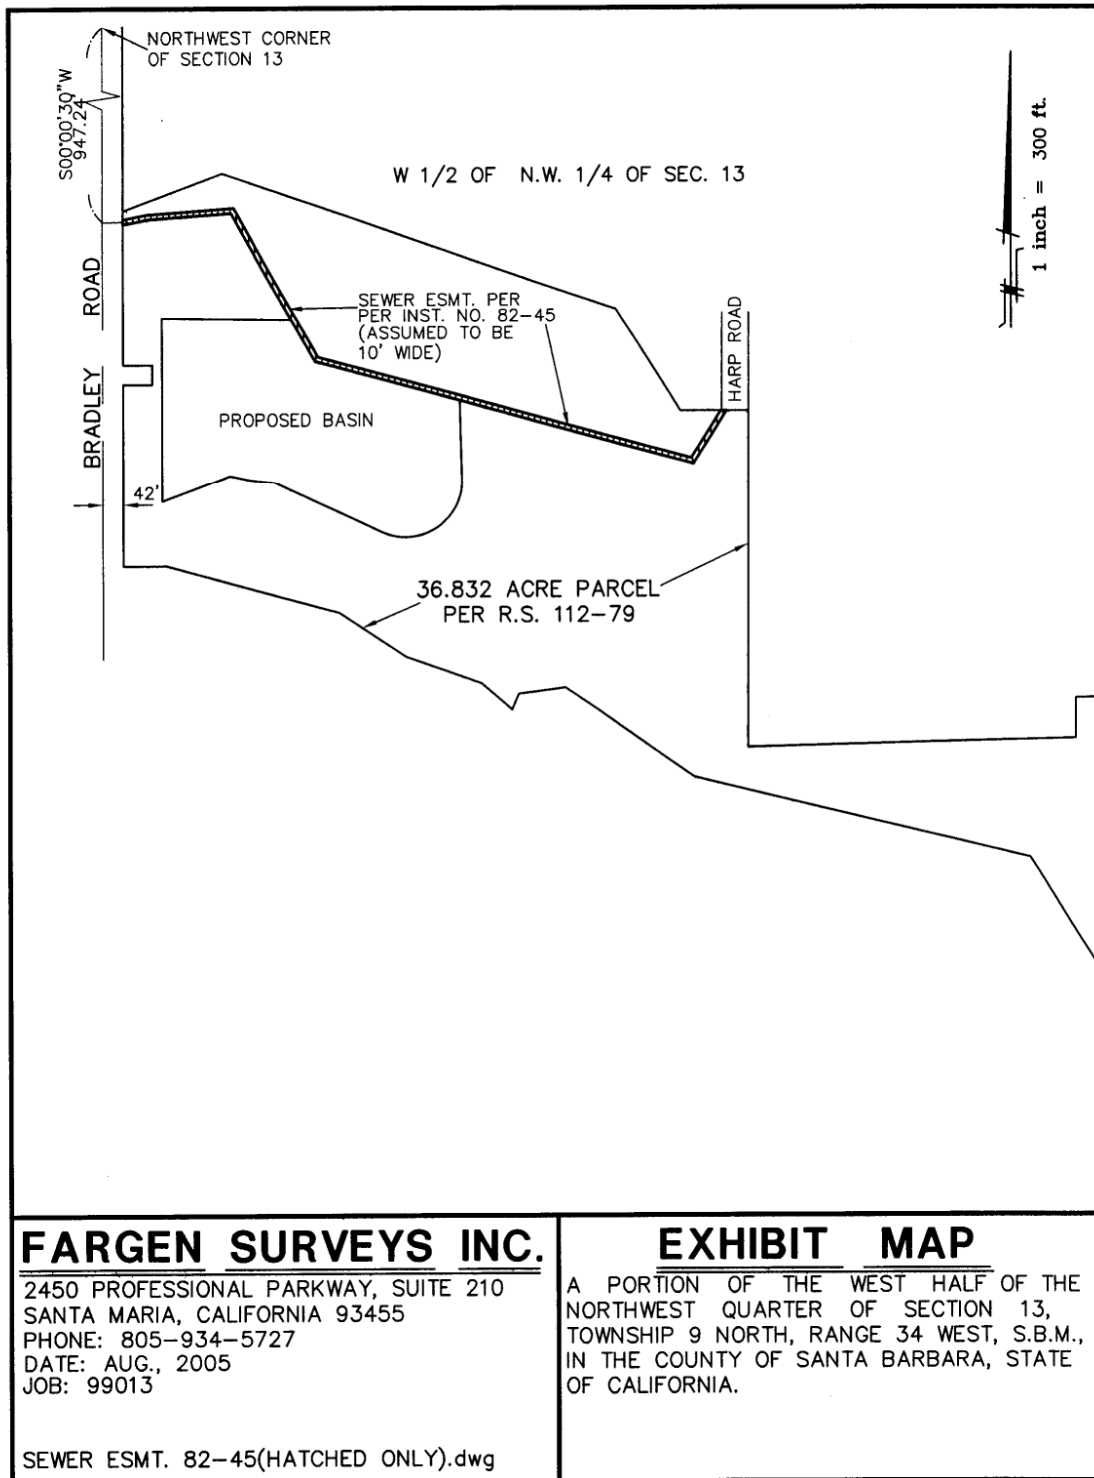 NORTHWEST CORNER
OF SECTION 13
S00°00'30"W
947.24
W 1/2 OF N.W. 1/4 OF SEC. 13
1 inch = 300 ft.
BRADLEY ROAD
SEWER ESMT. PER
PER INST. NO. 82-45
(ASSUMED TO BE
10' WIDE)
HARP ROAD
PROPOSED BASIN
42'
36.832 ACRE PARCEL
PER R.S. 112-79
FARGEN SURVEYS INC.
2450 PROFESSIONAL PARKWAY, SUITE 210
SANTA MARIA, CALIFORNIA 93455
PHONE: 805-934-5727
DATE: AUG., 2005
JOB: 99013
SEWER ESMT. 82-45(HATCHED ONLY).dwg
EXHIBIT MAP
A PORTION OF THE WEST HALF OF THE
NORTHWEST QUARTER OF SECTION 13,
TOWNSHIP 9 NORTH, RANGE 34 WEST, S.B.M.,
IN THE COUNTY OF SANTA BARBARA, STATE
OF CALIFORNIA.